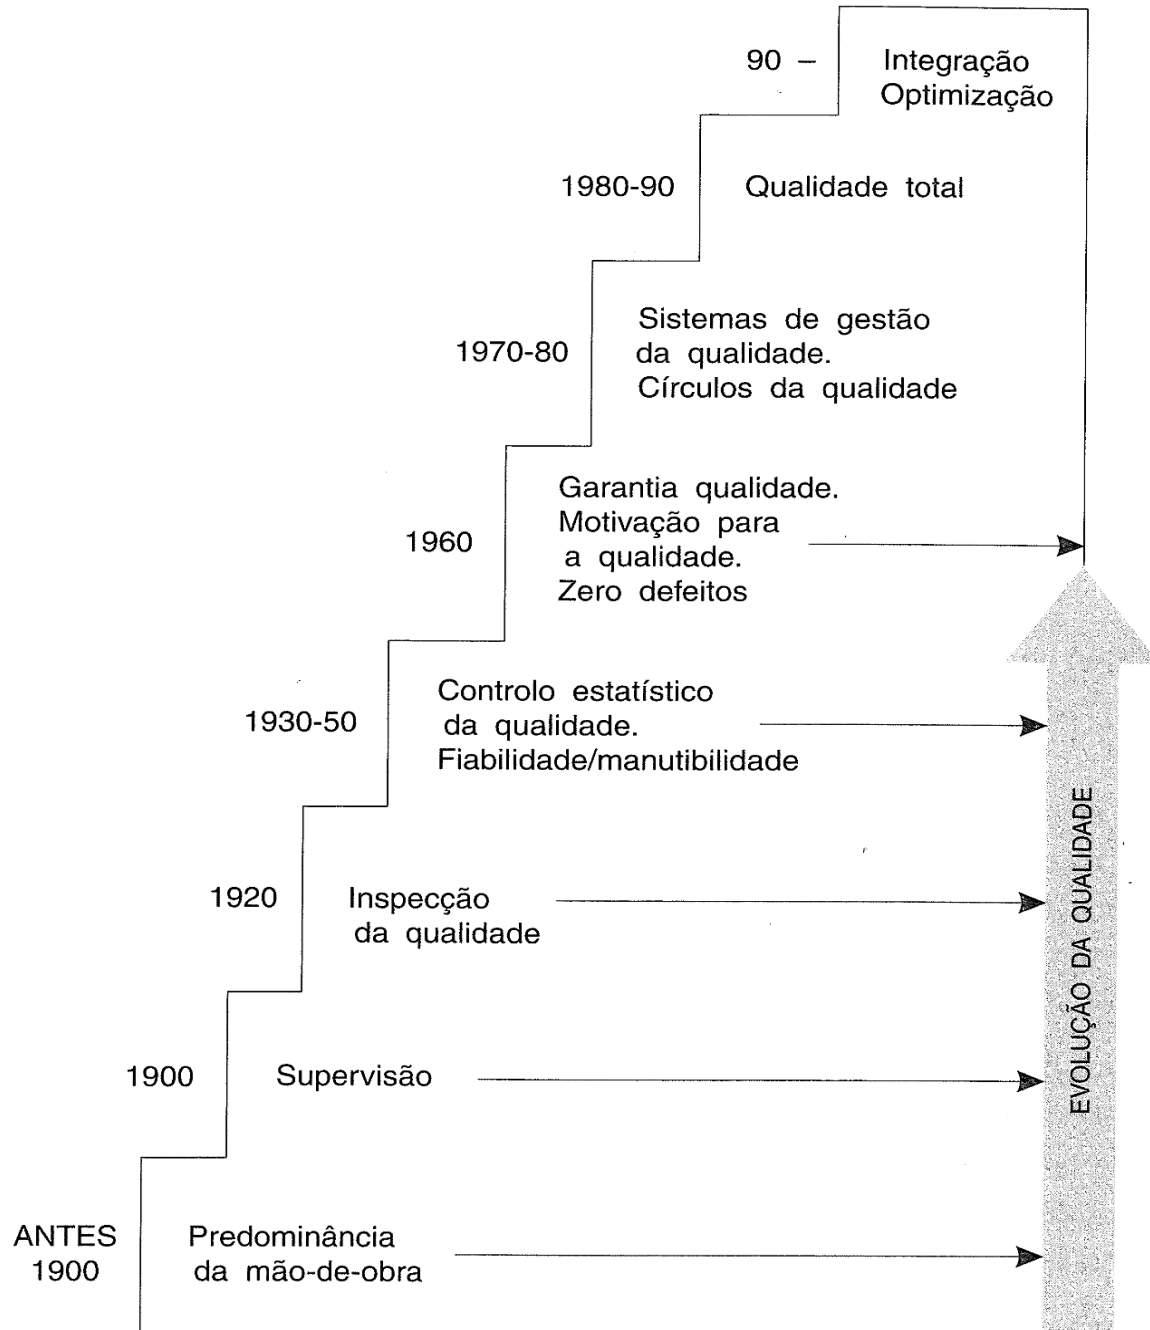 90 –
Integração
Optimização
1980-90
Qualidade total
1970-80
Sistemas de gestão
da qualidade.
Círculos da qualidade
1960
Garantia qualidade.
Motivação para
a qualidade.
Zero defeitos
1930-50
Controlo estatístico
da qualidade.
Fiabilidade/manutibilidade
1920
Inspecção
da qualidade
1900
Supervisão
ANTES
1900
Predominância
da mão-de-obra
EVOLUÇÃO DA QUALIDADE